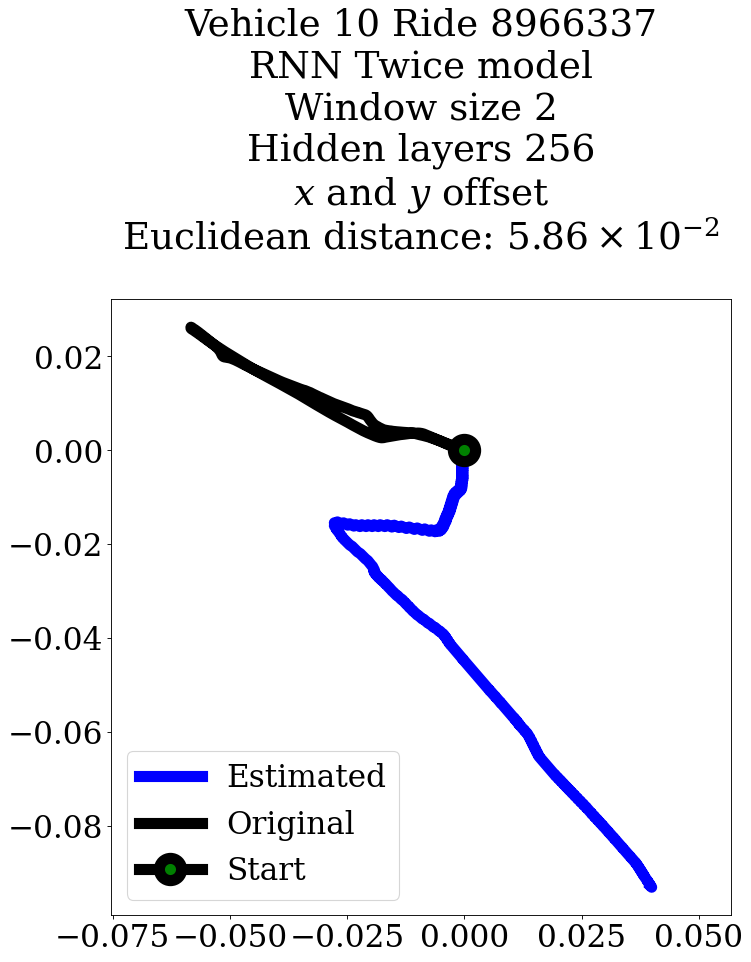 Vehicle 10 Ride 8966337
RNN Twice model
Window size 2
Hidden layers 256
x and y offset
Euclidean distance: 5.86 × 10⁻²
0.02
0.00
−0.02
−0.04
−0.06
−0.08
Estimated
Original
Start
−0.075 −0.050 −0.025 0.000 0.025 0.050